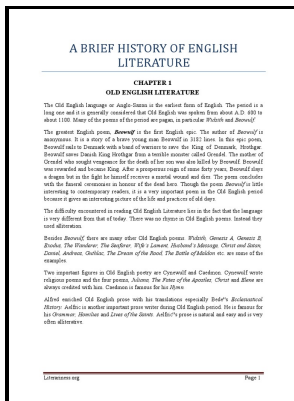 A BRIEF HISTORY OF ENGLISH
LITERATURE
CHAPTER 1
OLD ENGLISH LITERATURE
The Old English language or Anglo-Saxon is the earliest form of English. The period is a
long one and it is generally considered that Old English was spoken from about A.D. 600 to
about 1100. Many of the poems of the period are pagan, in particular Widsith and Beowulf.
The greatest English poem, Beowulf is the first English epic. The author of Beowulf is
anonymous. It is a story of a brave young man Beowulf in 3182 lines. In this epic poem,
Beowulf sails to Denmark with a band of warriors to save the King of Denmark, Hrothgar.
Beowulf saves Danish King Hrothgar from a terrible monster called Grendel. The mother of
Grendel who sought vengeance for the death of her son was also killed by Beowulf. Beowulf
was rewarded and became King. After a prosperous reign of some forty years, Beowulf slays
a dragon but in the fight he himself receives a mortal wound and dies. The poem concludes
with the funeral ceremonies in honour of the dead hero. Though the poem Beowulf is little
interesting to contemporary readers, it is a very important poem in the Old English period
because it gives an interesting picture of the life and practices of old days.
The difficulty encountered in reading Old English Literature lies in the fact that the language
is very different from that of today. There was no rhyme in Old English poems. Instead they
used alliteration.
Besides Beowulf, there are many other Old English poems. Widsith, Genesis A, Genesis B,
Exodus, The Wanderer, The Seafarer, Wife's Lament, Husband's Message, Christ and Satan,
Daniel, Andreas, Guthlac, The Dream of the Rood, The Battle of Maldon etc. are some of the
examples.
Two important figures in Old English poetry are Cynewulf and Caedmon. Cynewulf wrote
religious poems and the four poems, Juliana, The Fates of the Apostles, Christ and Elene are
always credited with him. Caedmon is famous for his Hymn.
Alfred enriched Old English prose with his translations especially Bede's Ecclesiastical
History. Aelfric is another important prose writer during Old English period. He is famous for
his Grammar, Homilies and Lives of the Saints. Aelfric's prose is natural and easy and is very
often alliterative.
Literariness.org Page 1